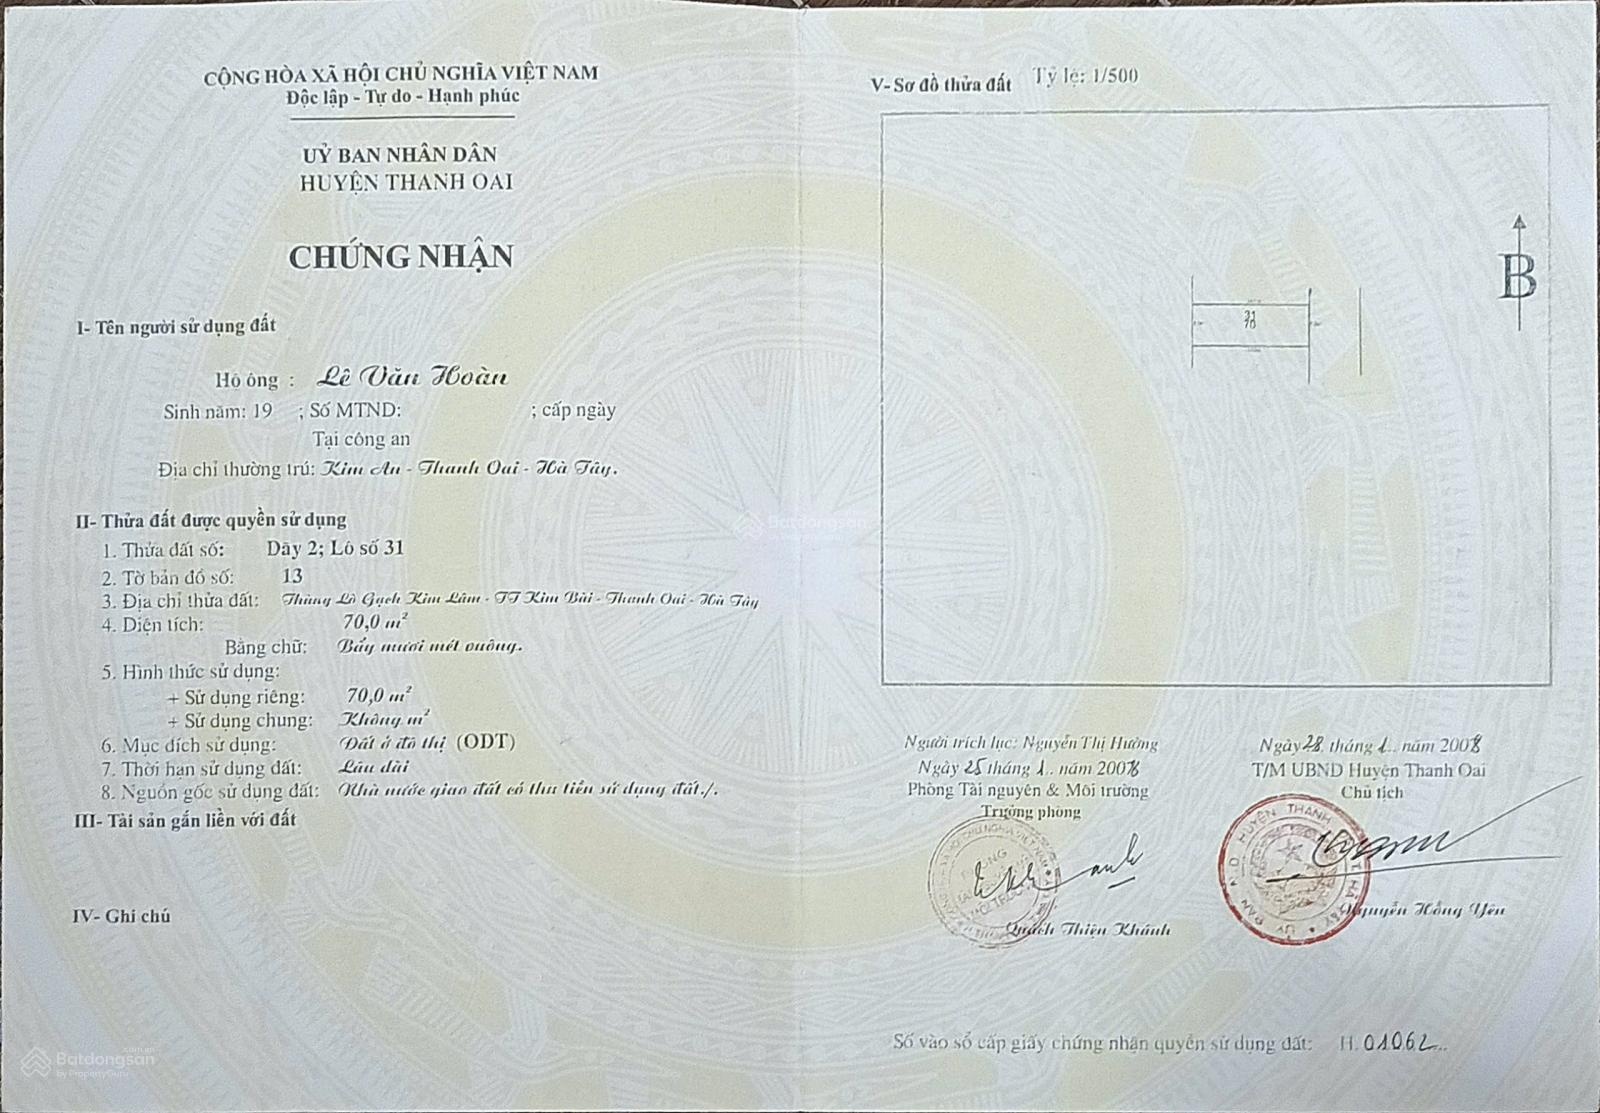 CỘNG HÒA XÃ HỘI CHỦ NGHĨA VIỆT NAM
Độc lập - Tự do - Hạnh phúc
UỶ BAN NHÂN DÂN
HUYỆN THANH OAI
CHỨNG NHẬN
I- Tên người sử dụng đất
Hộ ông : Lê Văn Hoàn
Sinh năm: 19 ; Số MTND: ; cấp ngày
Tại công an
Địa chỉ thường trú: Kim An - Thanh Oai - Hà Tây.
II- Thửa đất được quyền sử dụng
1. Thửa đất số: Dãy 2; Lô số 31
2. Tờ bản đồ số: 13
3. Địa chỉ thửa đất: Thùng Lò Gạch Kim Lâm - TT Kim Bài - Thanh Oai - Hà Tây
4. Diện tích: 70,0 m²
Bằng chữ: Bẩy mươi mét vuông.
5. Hình thức sử dụng:
+ Sử dụng riêng: 70,0 m²
+ Sử dụng chung: Không m²
6. Mục đích sử dụng: Đất ở đô thị (ODT)
7. Thời hạn sử dụng đất: Lâu dài
8. Nguồn gốc sử dụng đất: Nhà nước giao đất có thu tiền sử dụng đất./.
III- Tài sản gắn liền với đất
IV- Ghi chú
V- Sơ đồ thửa đất Tỷ lệ: 1/500
B
31
70
Người trích lục: Nguyễn Thị Hường
Ngày 25 tháng 1.. năm 2008
Phòng Tài nguyên & Môi trường
Trưởng phòng
Quách Thiện Khánh
Ngày 28 tháng 1.. năm 2008
T/M UBND Huyện Thanh Oai
Chủ tịch
Nguyễn Hồng Yên
Số vào sổ cấp giấy chứng nhận quyền sử dụng đất: H.01062...
Batdongsan
Batdongsan.com.vn
by PropertyGuru